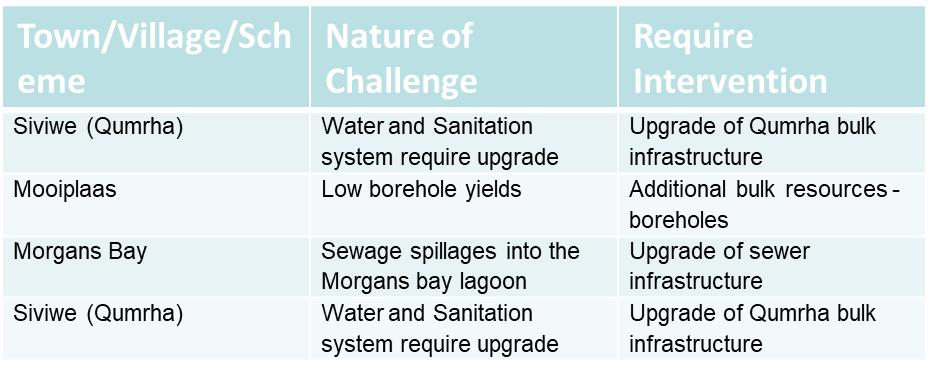 Town/Village/Sch
eme
Nature of
Challenge
Require
Intervention
Siviwe (Qumrha)
Water and Sanitation
system require upgrade
Upgrade of Qumrha bulk
infrastructure
Mooiplaas
Low borehole yields
Additional bulk resources -
boreholes
Morgans Bay
Sewage spillages into the
Morgans bay lagoon
Upgrade of sewer
infrastructure
Siviwe (Qumrha)
Water and Sanitation
system require upgrade
Upgrade of Qumrha bulk
infrastructure